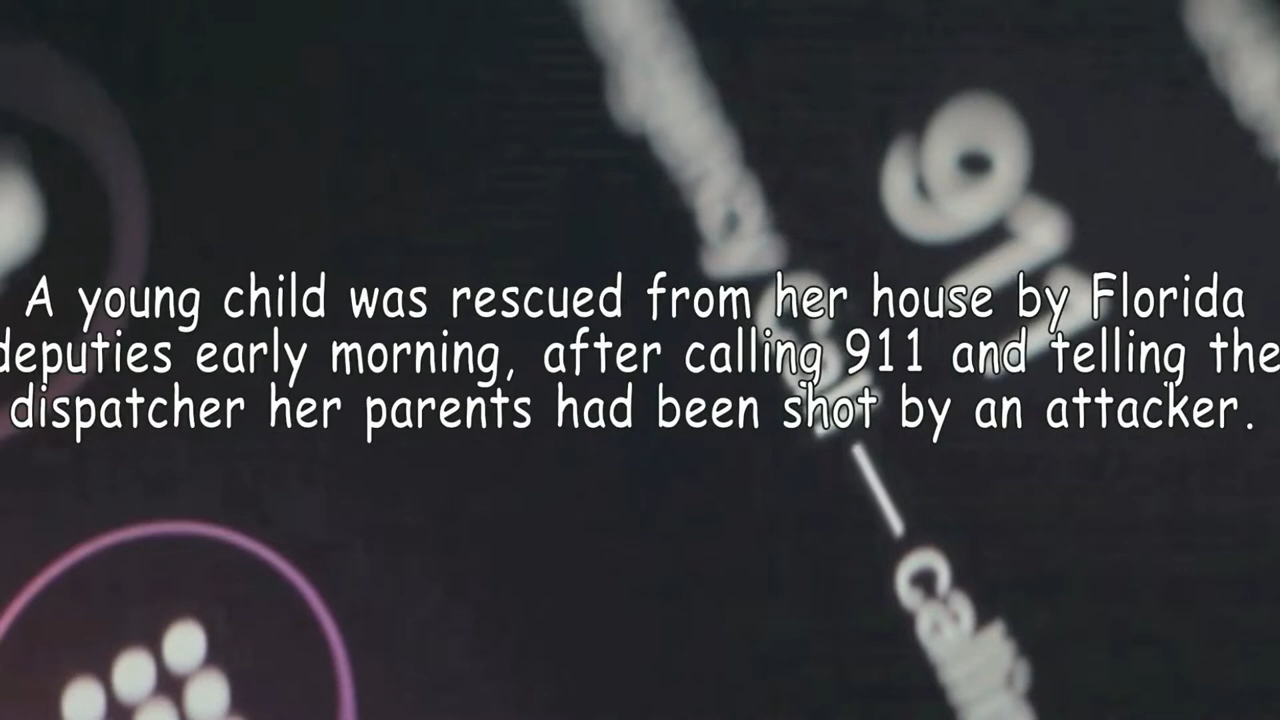 A young child was rescued from her house by Florida
deputies early morning, after calling 911 and telling the
dispatcher her parents had been shot by an attacker.
911